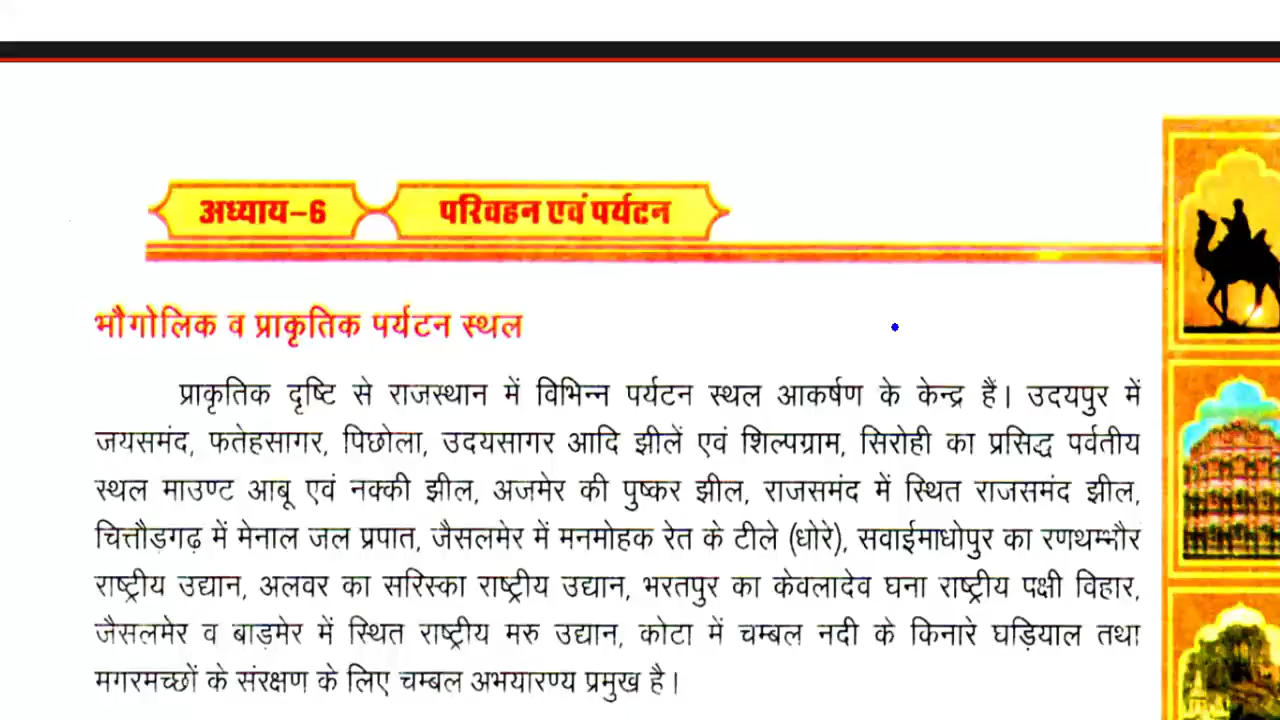 अध्याय-6 परिवहन एवं पर्यटन
भौगोलिक व प्राकृतिक पर्यटन स्थल
प्राकृतिक दृष्टि से राजस्थान में विभिन्न पर्यटन स्थल आकर्षण के केन्द्र हैं। उदयपुर में
जयसमंद, फतेहसागर, पिछोला, उदयसागर आदि झीलें एवं शिल्पग्राम, सिरोही का प्रसिद्ध पर्वतीय
स्थल माउण्ट आबू एवं नक्की झील, अजमेर की पुष्कर झील, राजसमंद में स्थित राजसमंद झील,
चित्तौड़गढ़ में मेनाल जल प्रपात, जैसलमेर में मनमोहक रेत के टीले (धोरे), सवाईमाधोपुर का रणथम्भौर
राष्ट्रीय उद्यान, अलवर का सरिस्का राष्ट्रीय उद्यान, भरतपुर का केवलादेव घना राष्ट्रीय पक्षी विहार,
जैसलमेर व बाड़मेर में स्थित राष्ट्रीय मरु उद्यान, कोटा में चम्बल नदी के किनारे घड़ियाल तथा
मगरमच्छों के संरक्षण के लिए चम्बल अभयारण्य प्रमुख है।